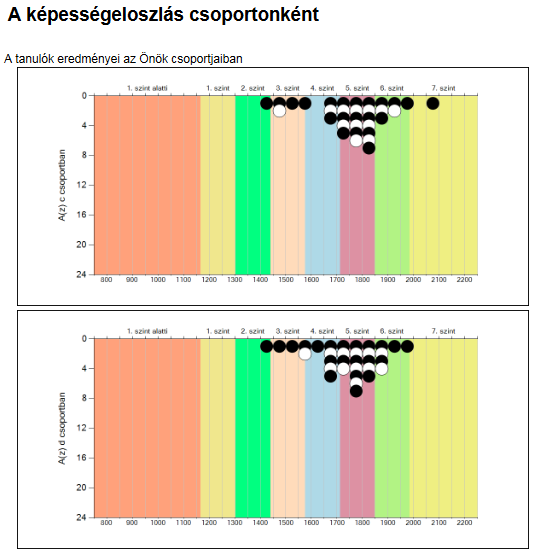 A képességeloszlás csoportonként
A tanulók eredményei az Önök csoportjaiban
1. szint alatti 1. szint 2. szint 3. szint 4. szint 5. szint 6. szint 7. szint
0
4
8
12
16
20
24
A(z) c csoportban
800 900 1000 1100 1200 1300 1400 1500 1600 1700 1800 1900 2000 2100 2200
1. szint alatti 1. szint 2. szint 3. szint 4. szint 5. szint 6. szint 7. szint
0
4
8
12
16
20
24
A(z) d csoportban
800 900 1000 1100 1200 1300 1400 1500 1600 1700 1800 1900 2000 2100 2200